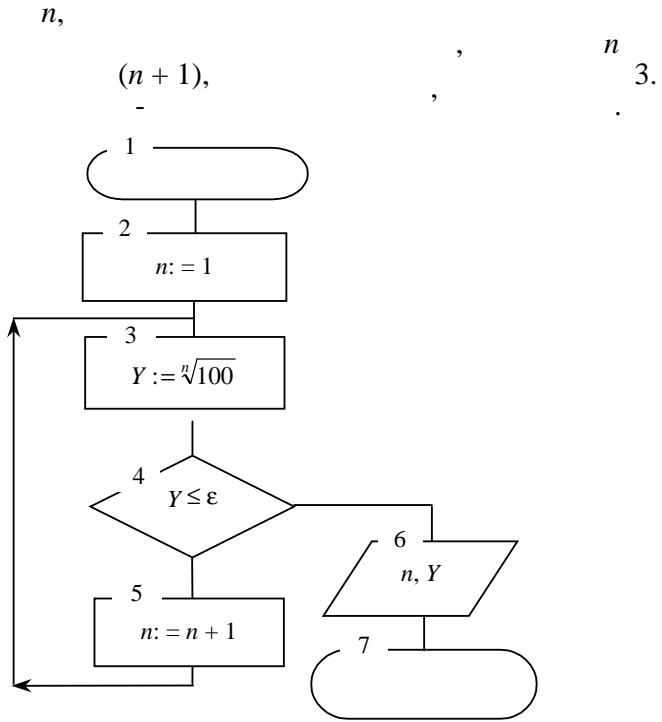 n,
, n
(n + 1), 3.
- , .
1
2
n: = 1
3
Y := ⁿ√100
4
Y ≤ ε
6
n, Y
5
n: = n + 1
7